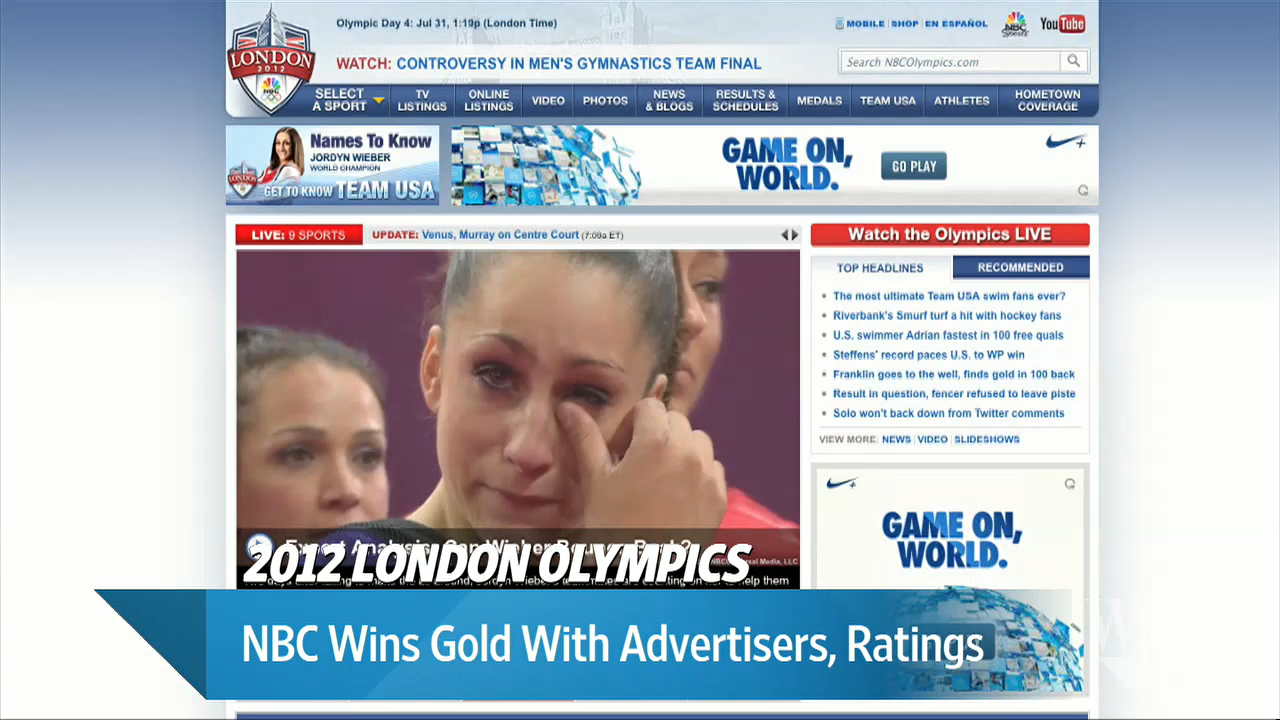 Olympic Day 4: Jul 31, 1:19p (London Time)
MOBILE | SHOP | EN ESPAÑOL
NBC Sports
YouTube
LONDON
2012
NBC
WATCH: CONTROVERSY IN MEN'S GYMNASTICS TEAM FINAL
Search NBCOlympics.com
SELECT A SPORT
TV LISTINGS
ONLINE LISTINGS
VIDEO
PHOTOS
NEWS & BLOGS
RESULTS & SCHEDULES
MEDALS
TEAM USA
ATHLETES
HOMETOWN COVERAGE
Names To Know
JORDYN WIEBER
WORLD CHAMPION
LONDON
GET TO KNOW TEAM USA
GAME ON,
WORLD.
GO PLAY
LIVE: 9 SPORTS
UPDATE: Venus, Murray on Centre Court (7:09a ET)
Watch the Olympics LIVE
TOP HEADLINES
RECOMMENDED
The most ultimate Team USA swim fans ever?
Riverbank's Smurf turf a hit with hockey fans
U.S. swimmer Adrian fastest in 100 free quals
Steffens' record paces U.S. to WP win
Franklin goes to the well, finds gold in 100 back
Result in question, fencer refused to leave piste
Solo won't back down from Twitter comments
VIEW MORE: NEWS | VIDEO | SLIDESHOWS
GAME ON,
WORLD.
2012 LONDON OLYMPICS
NBC Wins Gold With Advertisers, Ratings